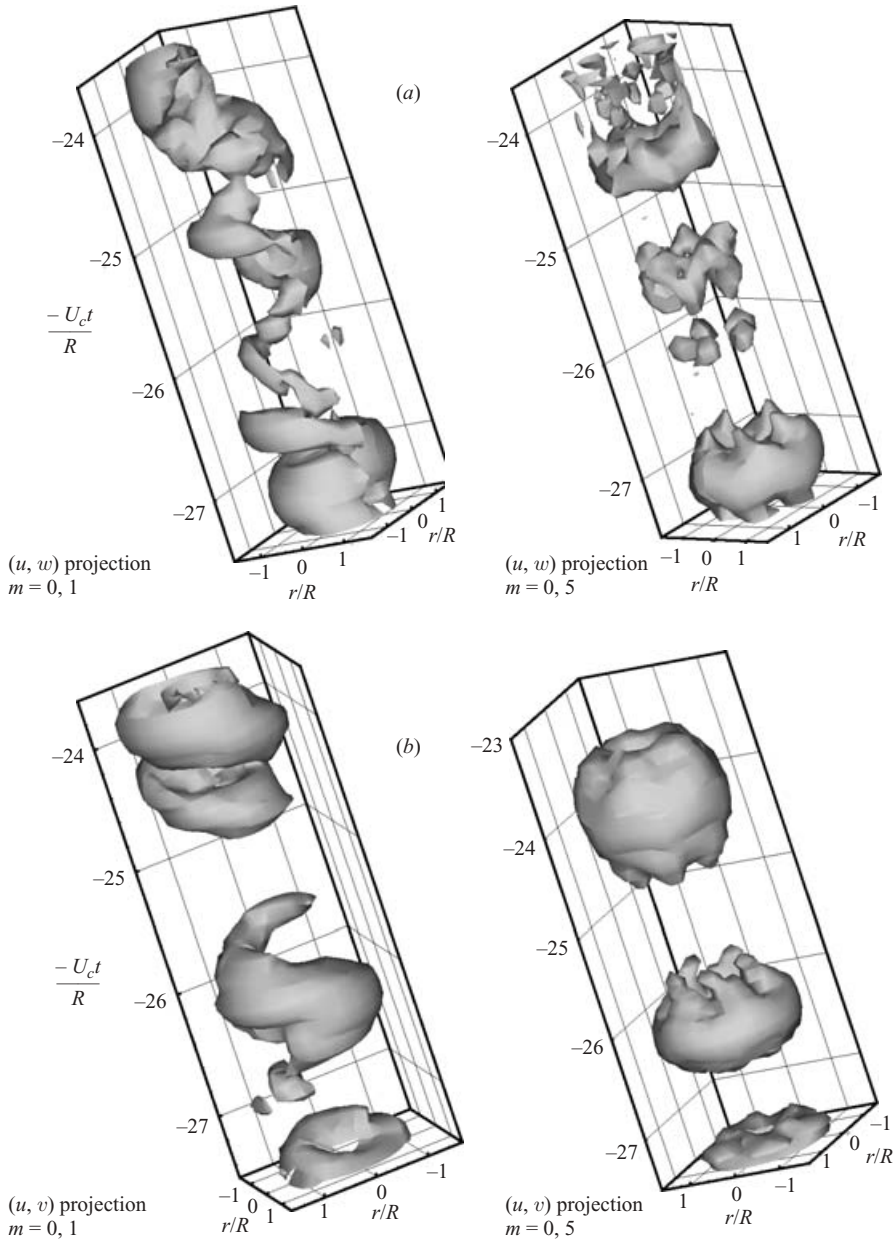 (a)
–24
–25
–26
–27
– U_c t
R
–1
0
1
r/R
–1
0
1
r/R
(u, w) projection
m = 0, 1
–24
–25
–26
–27
–1
0
1
r/R
1
0
–1
r/R
(u, w) projection
m = 0, 5
(b)
–24
–25
–26
–27
– U_c t
R
–1
0
1
r/R
1
0
–1
r/R
(u, v) projection
m = 0, 1
–23
–24
–25
–26
–27
1
0
–1
r/R
1
0
–1
r/R
(u, v) projection
m = 0, 5